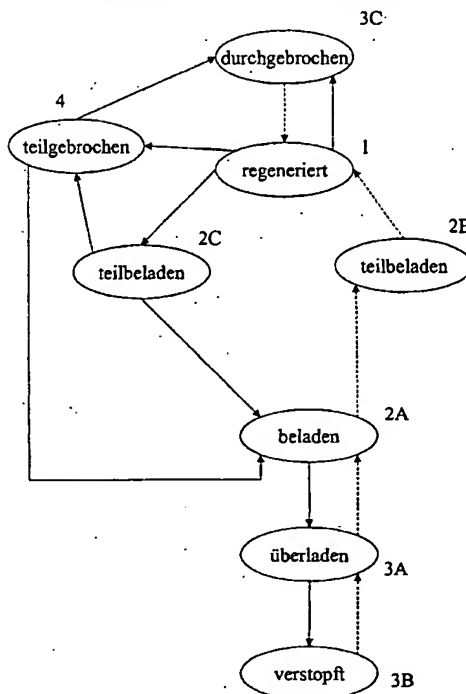 3C
durchgebrochen
4
teilgebrochen
1
regeneriert
2C
teilbeladen
2B
teilbeladen
2A
beladen
überladen
3A
verstopft
3B